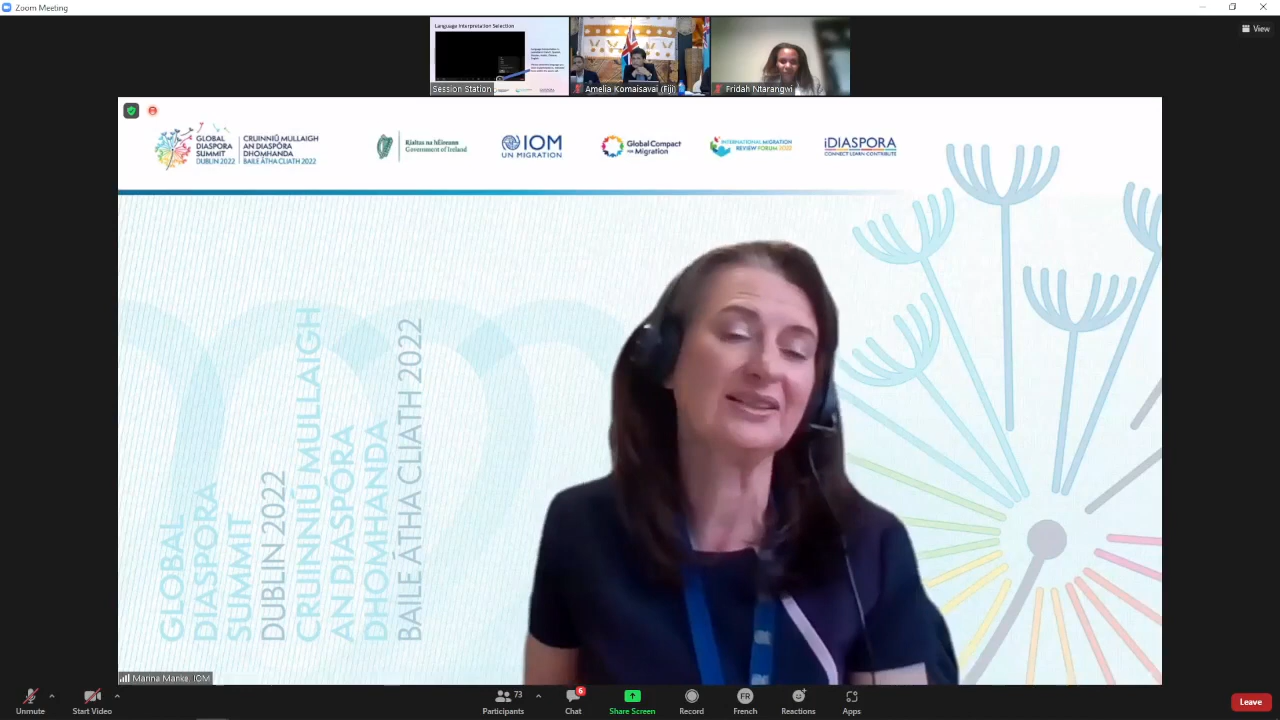 Zoom Meeting
View
Language Interpretation Selection
Session Station
Amelia Komaisavai (Fiji)
Fridah Ntarangwi
GLOBAL
DIASPORA
SUMMIT
DUBLIN 2022
CRUINNIÚ MULLAIGH
AN DIASPÓRA
DHOMHANDA
BAILE ÁTHA CLIATH 2022
Rialtas na hÉireann
Government of Ireland
IOM
UN MIGRATION
Global Compact
FOR Migration
INTERNATIONAL MIGRATION
REVIEW FORUM 2022
iDIASPORA
CONNECT LEARN CONTRIBUTE
GLOBAL
DIASPORA
SUMMIT
DUBLIN 2022
CRUINNIÚ MULLAIGH
AN DIASPÓRA
DHOMHANDA
BAILE ÁTHA CLIATH 2022
Marina Manke, IOM
Unmute
Start Video
73
Participants
6
Chat
Share Screen
Record
FR
French
Reactions
Apps
Leave